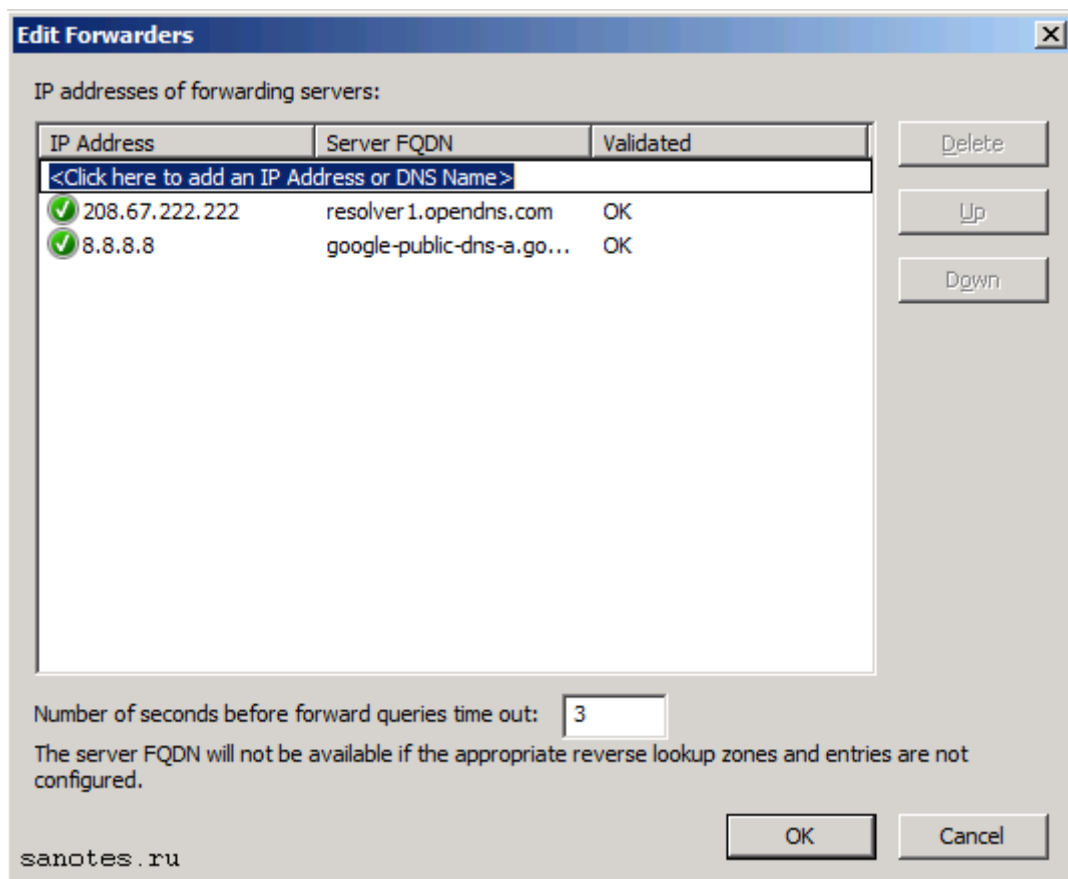 Edit Forwarders
IP addresses of forwarding servers:
IP Address Server FQDN Validated
<Click here to add an IP Address or DNS Name>
208.67.222.222 resolver1.opendns.com OK
8.8.8.8 google-public-dns-a.go... OK
Delete
Up
Down
Number of seconds before forward queries time out: 3
The server FQDN will not be available if the appropriate reverse lookup zones and entries are not
configured.
OK Cancel
sanotes.ru